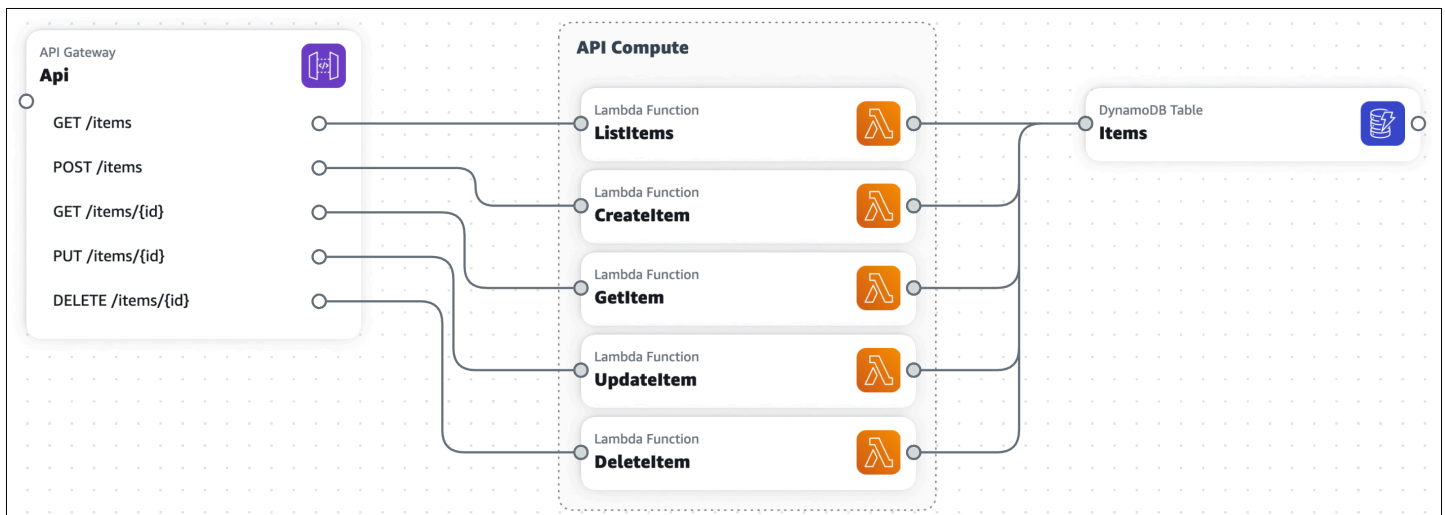 API Gateway
Api
GET /items
POST /items
GET /items/{id}
PUT /items/{id}
DELETE /items/{id}
API Compute
Lambda Function
ListItems
Lambda Function
CreateItem
Lambda Function
GetItem
Lambda Function
UpdateItem
Lambda Function
DeleteItem
DynamoDB Table
Items